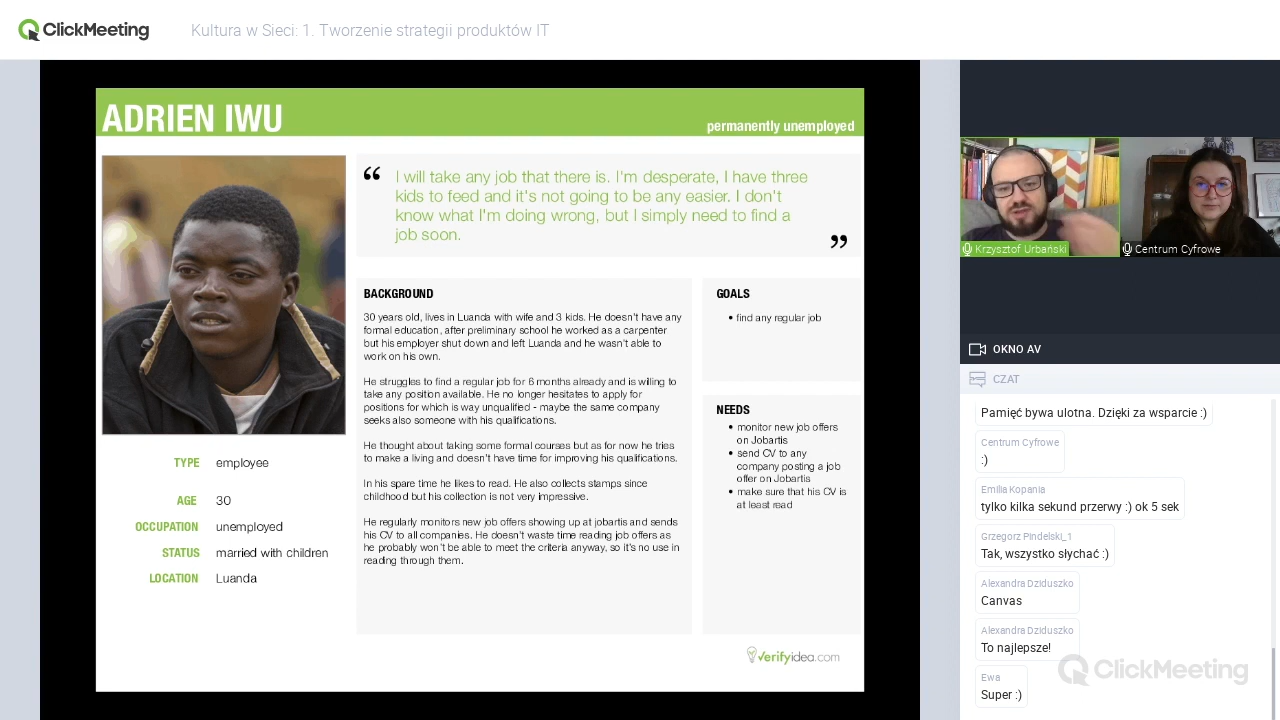 ClickMeeting
Kultura w Sieci: 1. Tworzenie strategii produktów IT
ADRIEN IWU
permanently unemployed
“ I will take any job that there is. I'm desperate, I have three
kids to feed and it's not going to be any easier. I don't
know what I'm doing wrong, but I simply need to find a
job soon. ”
TYPE employee
AGE 30
OCCUPATION unemployed
STATUS married with children
LOCATION Luanda
BACKGROUND
30 years old, lives in Luanda with wife and 3 kids. He doesn't have any
formal education, after preliminary school he worked as a carpenter
but his employer shut down and left Luanda and he wasn't able to
work on his own.
He struggles to find a regular job for 6 months already and is willing to
take any position available. He no longer hesitates to apply for
positions for which is way unqualified - maybe the same company
seeks also someone with his qualifications.
He thought about taking some formal courses but as for now he tries
to make a living and doesn't have time for improving his qualifications.
In his spare time he likes to read. He also collects stamps since
childhood but his collection is not very impressive.
He regularly monitors new job offers showing up at jobartis and sends
his CV to all companies. He doesn't waste time reading job offers as
he probably won't be able to meet the criteria anyway, so it's no use in
reading through them.
GOALS
• find any regular job
NEEDS
• monitor new job offers
on Jobartis
• send CV to any
company posting a job
offer on Jobartis
• make sure that his CV is
at least read
verifyidea.com
Krzysztof Urbański
Centrum Cyfrowe
OKNO AV
CZAT
Pamięć bywa ulotna. Dzięki za wsparcie :)
Centrum Cyfrowe
:)
Emilia Kopania
tylko kilka sekund przerwy :) ok 5 sek
Grzegorz Pindelski_1
Tak, wszystko słychać :)
Alexandra Dziduszko
Canvas
Alexandra Dziduszko
To najlepsze!
Ewa
Super :)
ClickMeeting